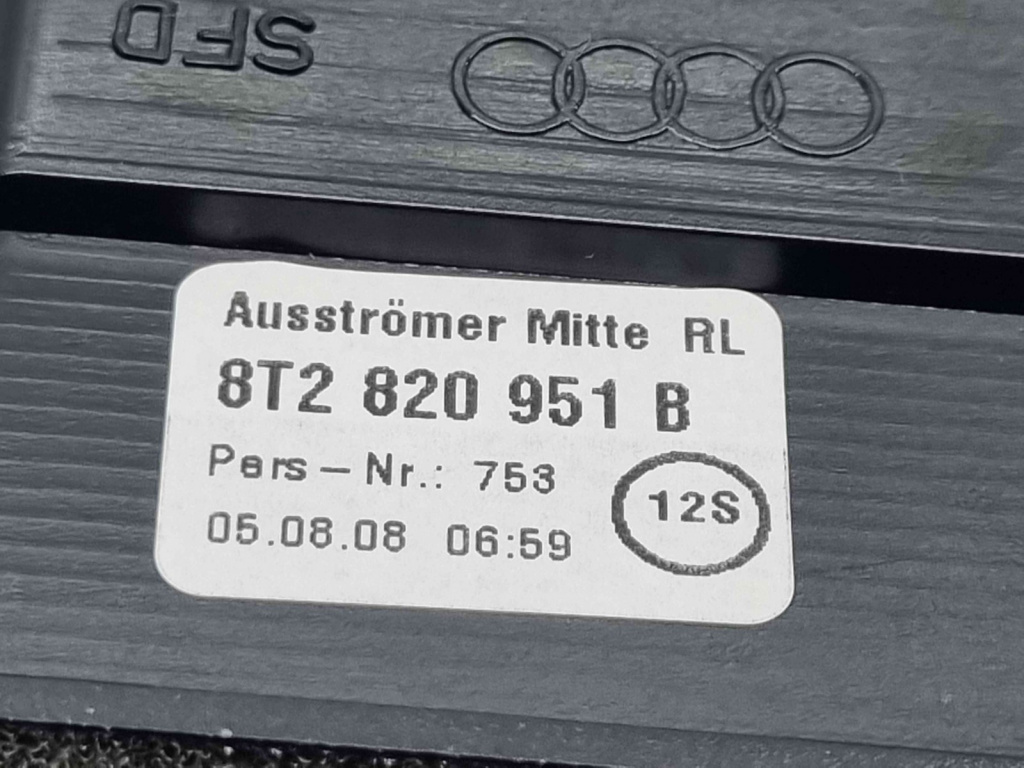 SFD
Ausströmer Mitte RL
8T2 820 951 B
Pers-Nr.: 753
05.08.08 06:59
12S